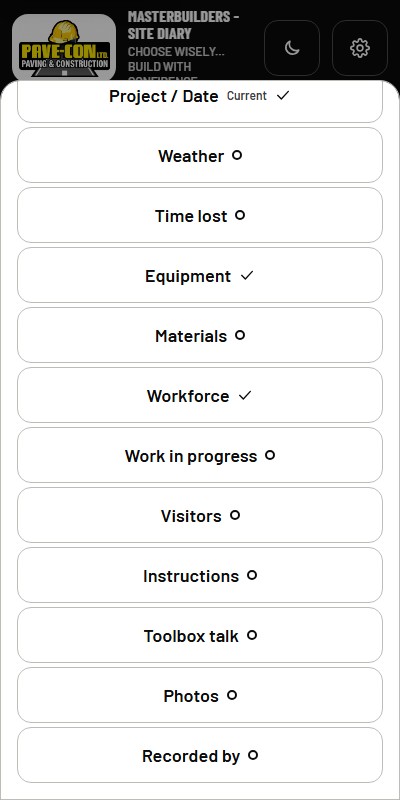 MASTERBUILDERS -
SITE DIARY
CHOOSE WISELY...
BUILD WITH
CONFIDENCE
PAVE-CON LTD.
PAVING & CONSTRUCTION
Project / Date Current
Weather
Time lost
Equipment
Materials
Workforce
Work in progress
Visitors
Instructions
Toolbox talk
Photos
Recorded by